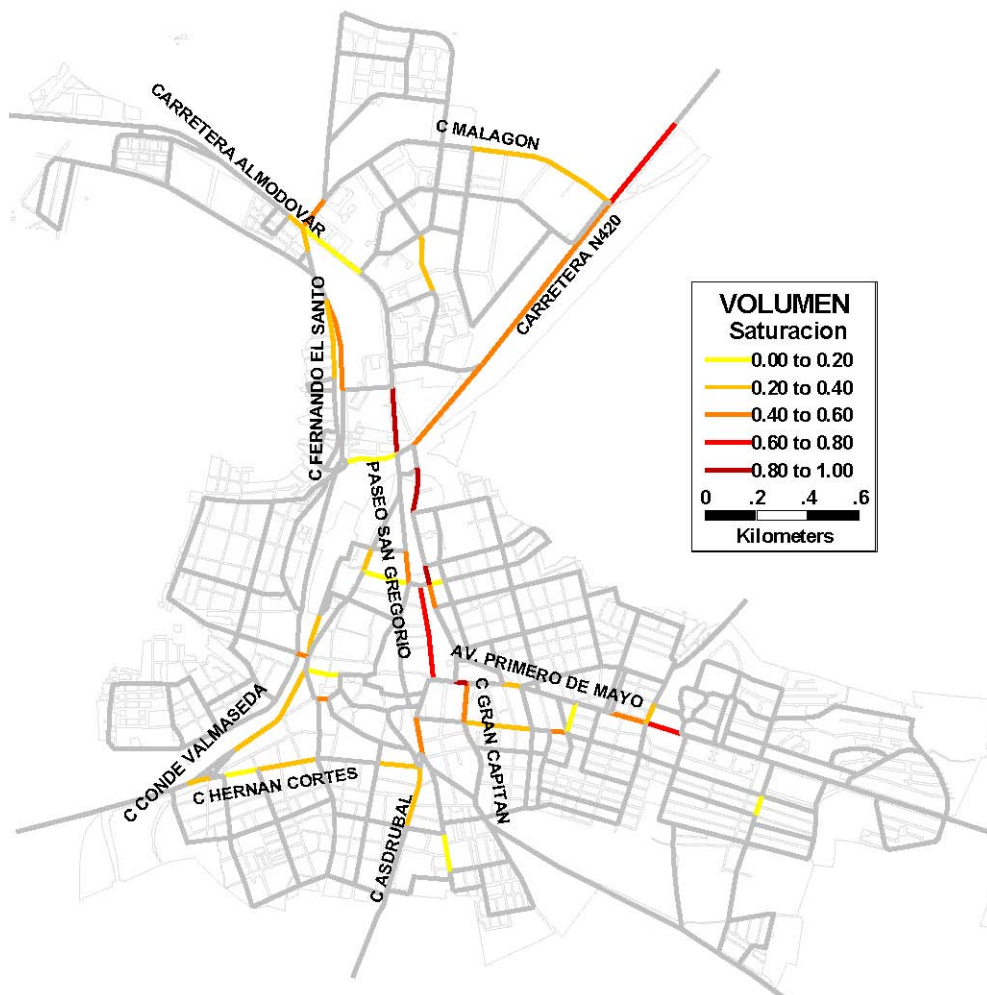 CARRETERA ALMODOVAR
C MALAGON
CARRETERA N420
C FERNANDO EL SANTO
PASEO SAN GREGORIO
AV. PRIMERO DE MAYO
C GRAN CAPITAN
C CONDE VALMASEDA
C HERNAN CORTES
C ASDRUBAL
VOLUMEN
Saturacion
0.00 to 0.20
0.20 to 0.40
0.40 to 0.60
0.60 to 0.80
0.80 to 1.00
0 .2 .4 .6
Kilometers